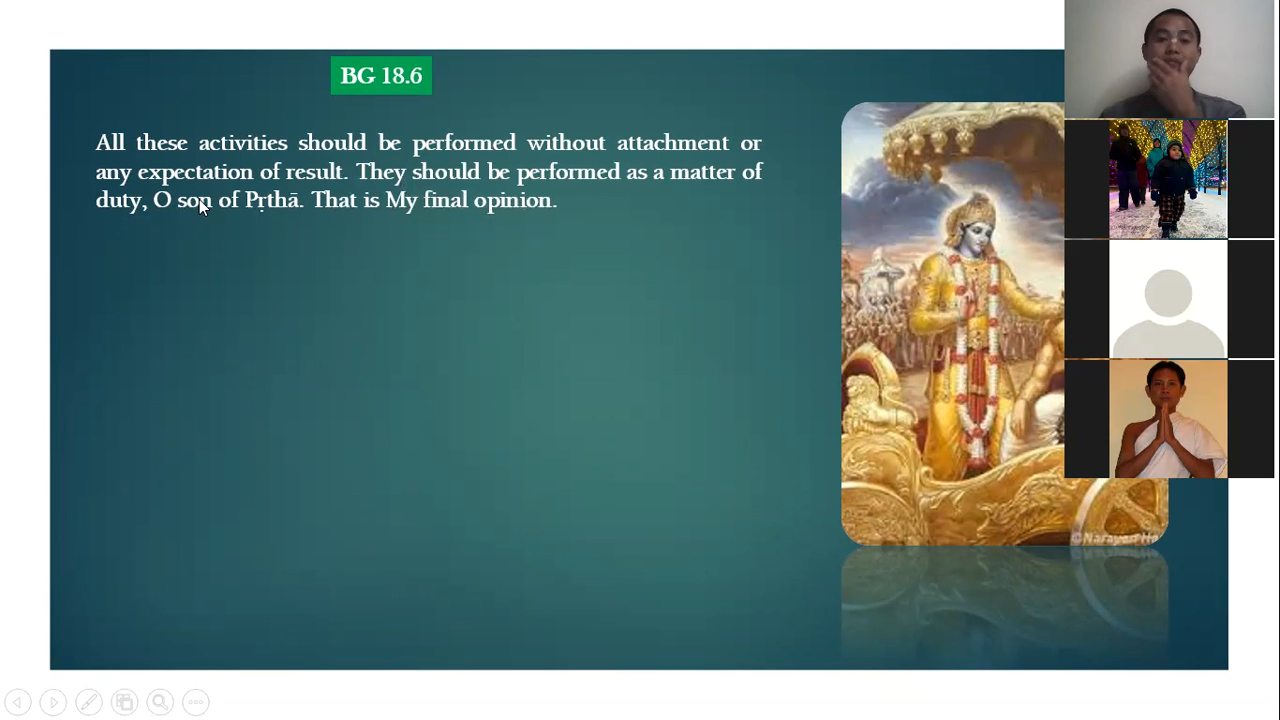 BG 18.6
All these activities should be performed without attachment or
any expectation of result. They should be performed as a matter of
duty, O son of Pṛthā. That is My final opinion.